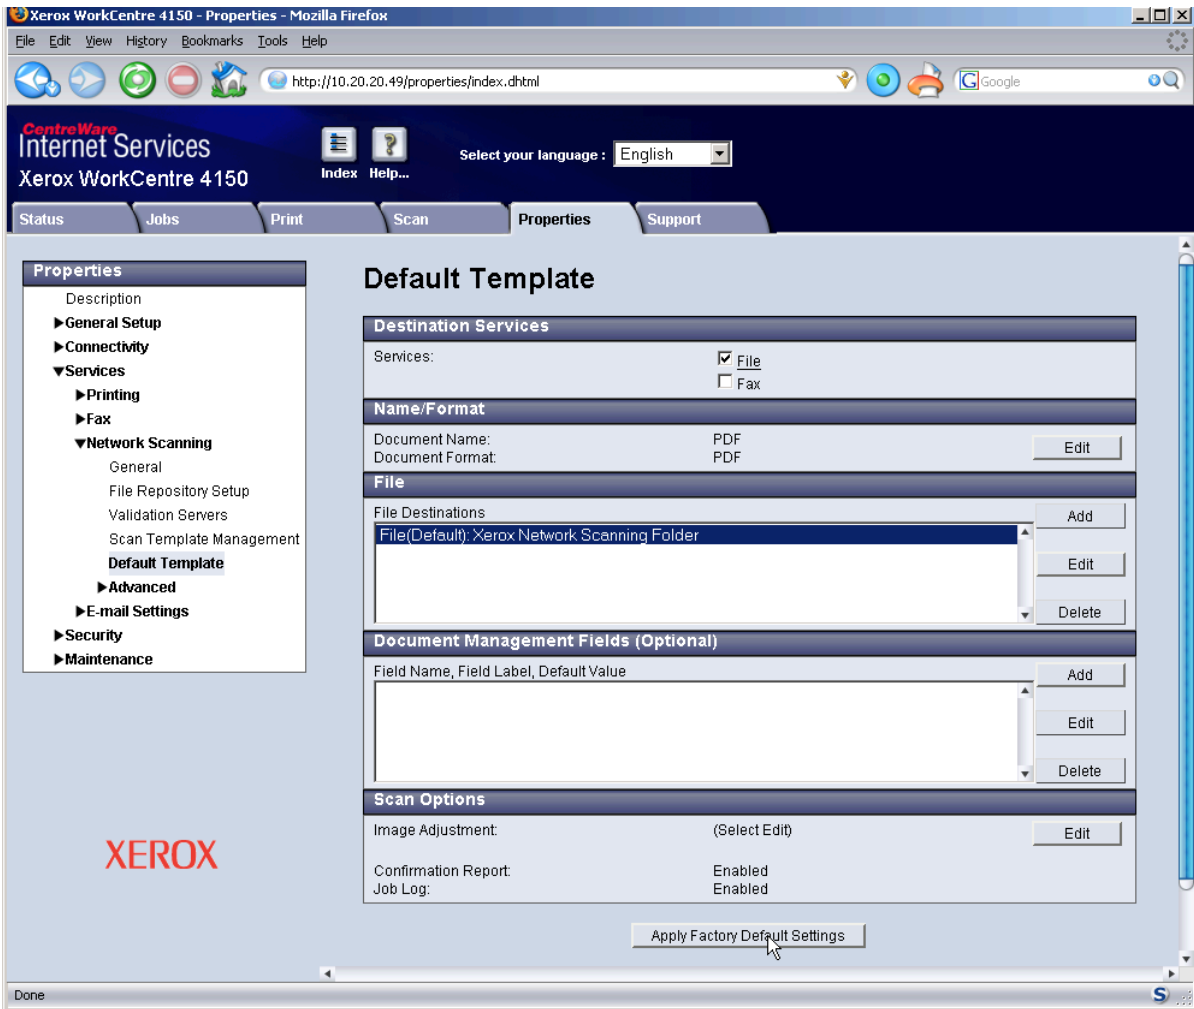 Xerox WorkCentre 4150 - Properties - Mozilla Firefox
File Edit View History Bookmarks Tools Help
http://10.20.20.49/properties/index.dhtml
G Google
CentreWare
Internet Services
Xerox WorkCentre 4150
Index Help...
Select your language : English
Status Jobs Print Scan Properties Support
Properties
Description
General Setup
Connectivity
Services
Printing
Fax
Network Scanning
General
File Repository Setup
Validation Servers
Scan Template Management
Default Template
Advanced
E-mail Settings
Security
Maintenance
XEROX
Default Template
Destination Services
Services: File
Fax
Name/Format
Document Name: PDF
Document Format: PDF
Edit
File
File Destinations
File(Default): Xerox Network Scanning Folder
Add
Edit
Delete
Document Management Fields (Optional)
Field Name, Field Label, Default Value
Add
Edit
Delete
Scan Options
Image Adjustment: (Select Edit) Edit
Confirmation Report: Enabled
Job Log: Enabled
Apply Factory Default Settings
Done
S